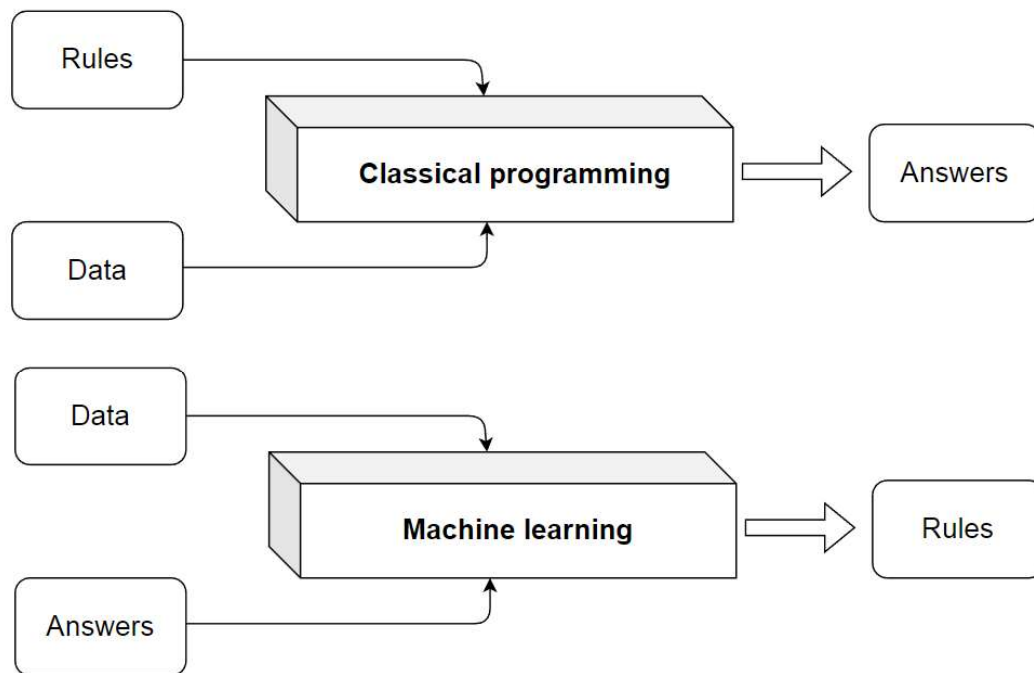 Rules
Classical programming
Answers
Data
Data
Machine learning
Rules
Answers